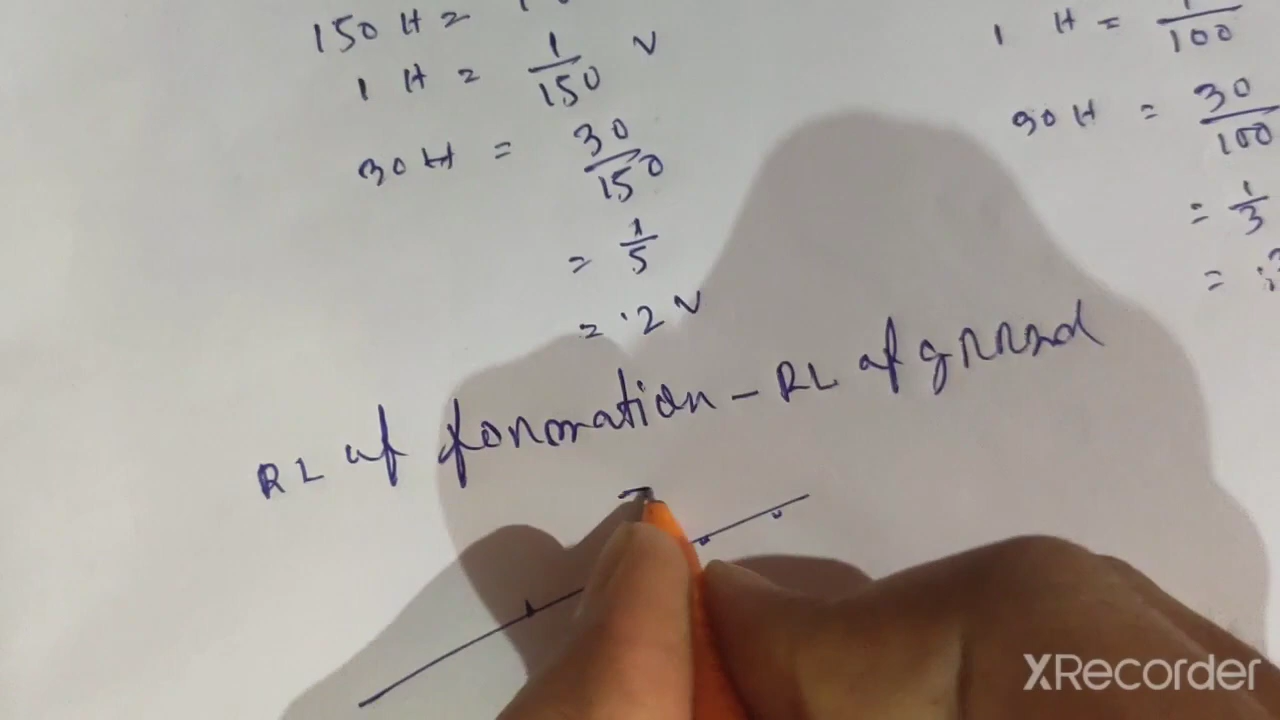 150 H =
1 H = 1/150 V
30 H = 30/150
= 1/5
= .2 V
1 H = 1/100
30 H = 30/100
= 1/3
RL of formation - RL of ground
XRecorder